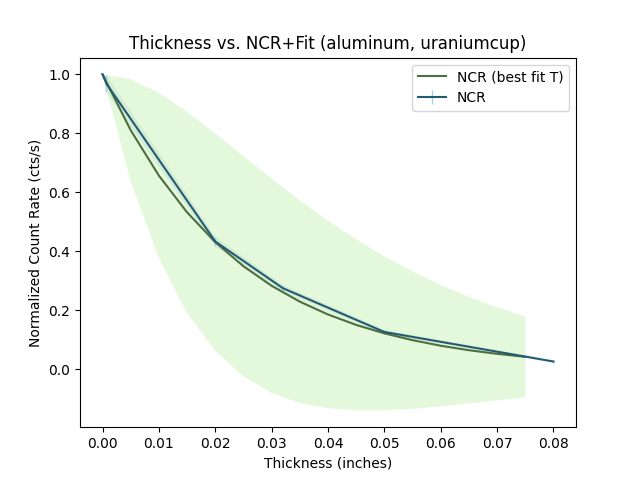 Thickness vs. NCR+Fit (aluminum, uraniumcup)
NCR (best fit T)
NCR
Normalized Count Rate (cts/s)
1.0
0.8
0.6
0.4
0.2
0.0
0.00 0.01 0.02 0.03 0.04 0.05 0.06 0.07 0.08
Thickness (inches)